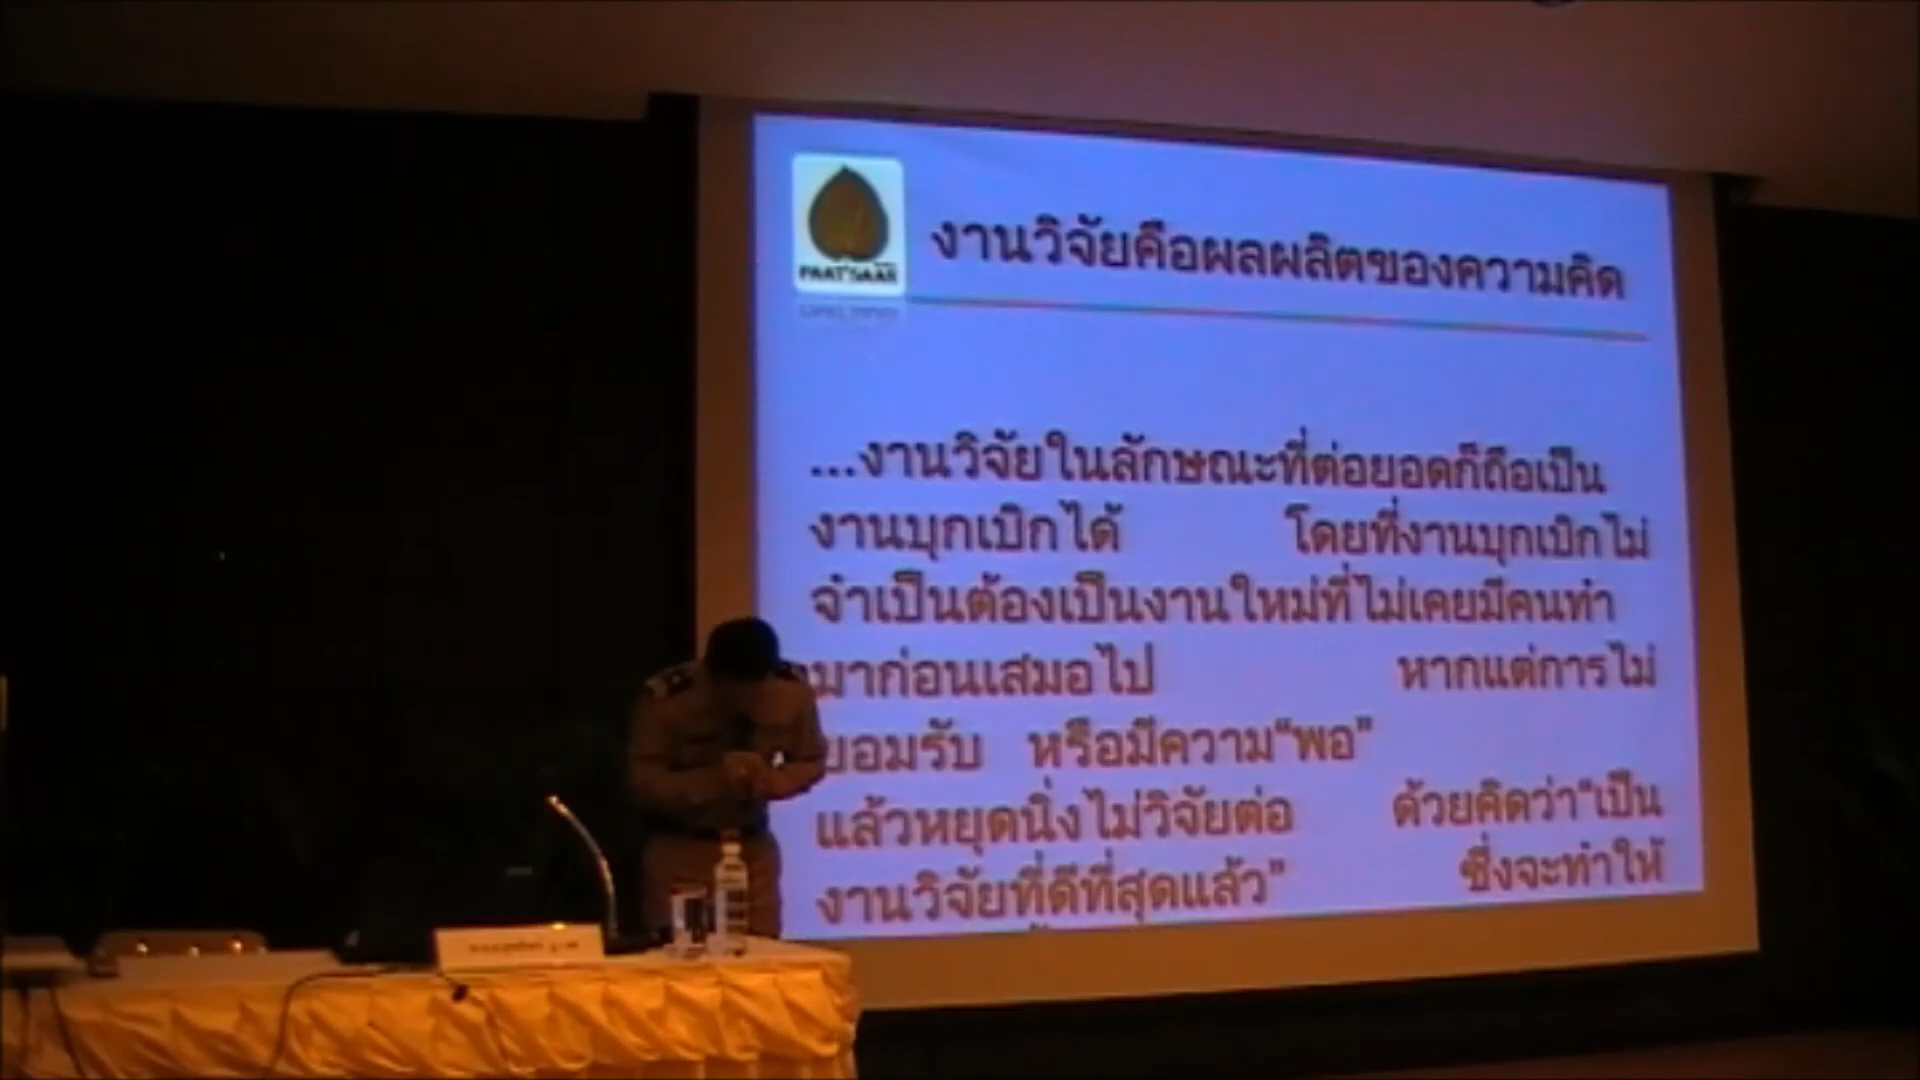 PAAT'SAAR
งานวิจัยคือผลผลิตของความคิด
...งานวิจัยในลักษณะที่ต่อยอดก็ถือเป็น
งานบุกเบิกได้ โดยที่งานบุกเบิกไม่
จำเป็นต้องเป็นงานใหม่ที่ไม่เคยมีคนทำ
มาก่อนเสมอไป หากแต่การไม่
ยอมรับ หรือมีความ“พอ”
แล้วหยุดนิ่งไม่วิจัยต่อ ด้วยคิดว่า“เป็น
งานวิจัยที่ดีที่สุดแล้ว” ซึ่งจะทำให้